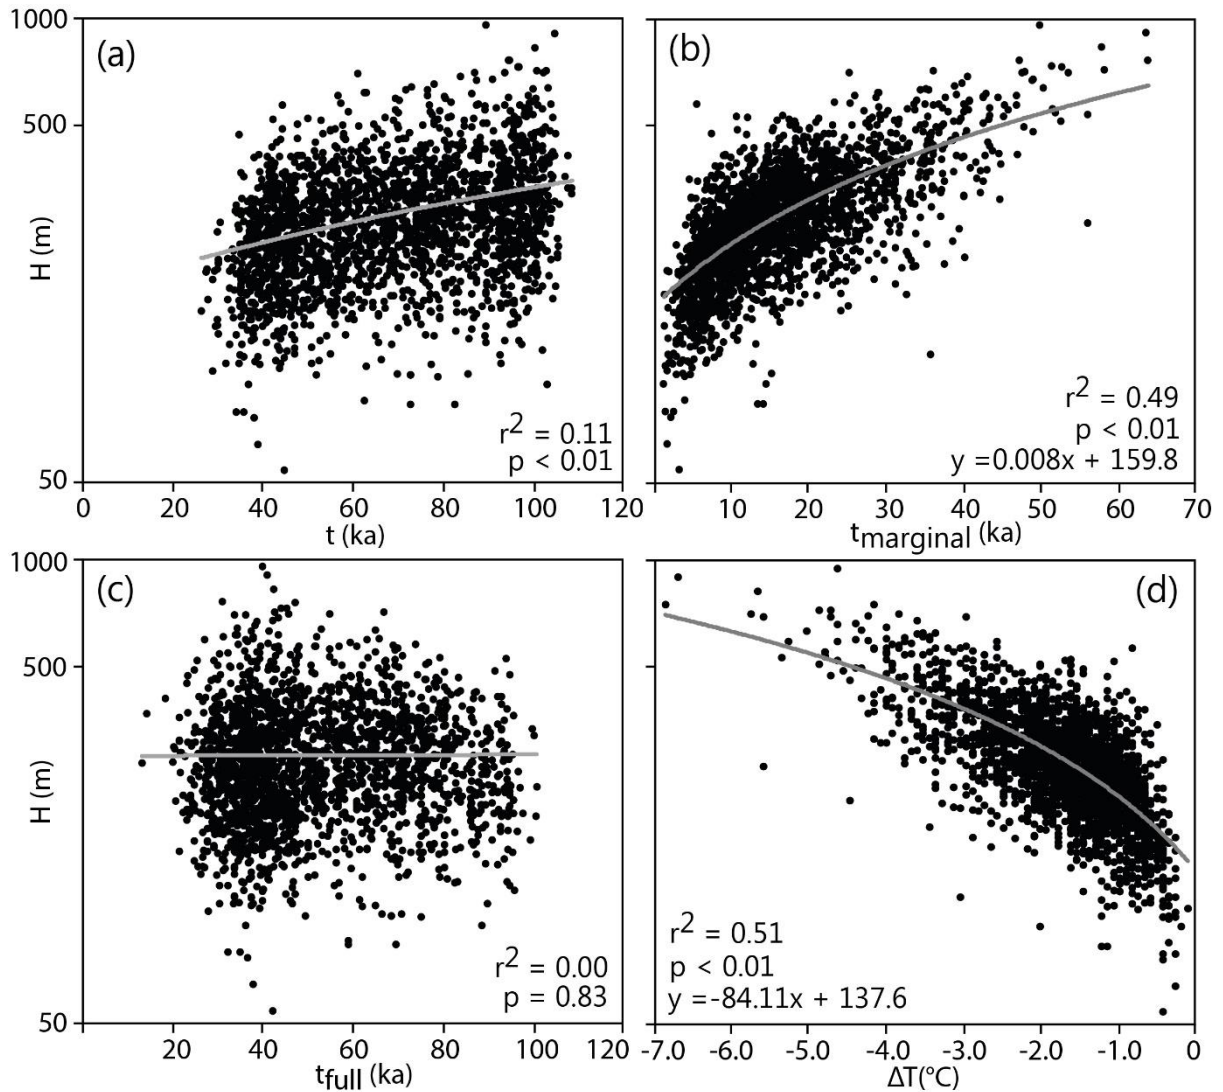 (a)
1000
500
50
H (m)
r2 = 0.11
p < 0.01
0 20 40 60 80 100 120
t (ka)
(b)
r2 = 0.49
p < 0.01
y =0.008x + 159.8
10 20 30 40 50 60 70
tmarginal (ka)
(c)
1000
500
50
H (m)
r2 = 0.00
p = 0.83
20 40 60 80 100 120
tfull (ka)
(d)
r2 = 0.51
p < 0.01
y =-84.11x + 137.6
-7.0 -5.0 -4.0 -3.0 -2.0 -1.0 0
ΔT(°C)